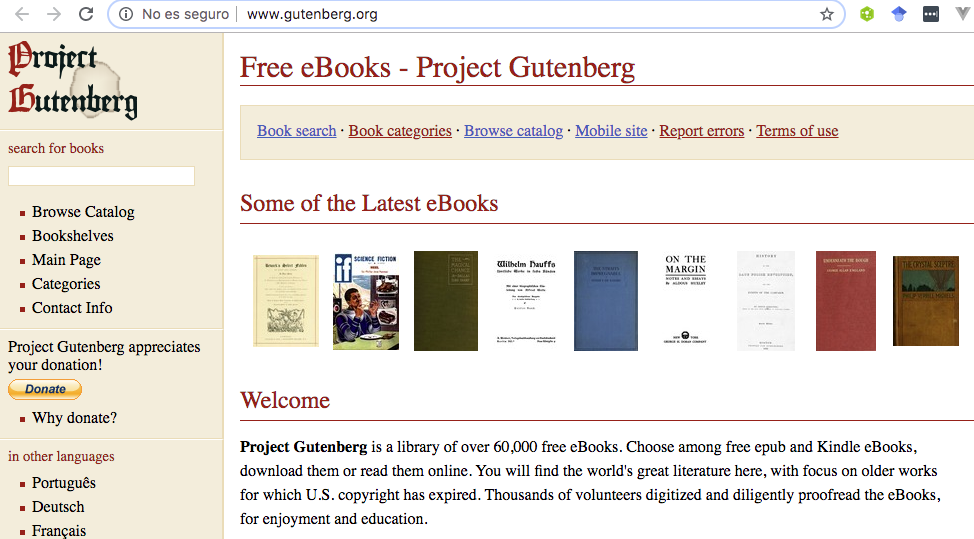 No es seguro | www.gutenberg.org
Project
Gutenberg
search for books
Browse Catalog
Bookshelves
Main Page
Categories
Contact Info
Project Gutenberg appreciates
your donation!
Donate
Why donate?
in other languages
Português
Deutsch
Français
Free eBooks - Project Gutenberg
Book search · Book categories · Browse catalog · Mobile site · Report errors · Terms of use
Some of the Latest eBooks
if SCIENCE FICTION
Wilhelm Hauffs
ON THE
MARGIN
NOTES AND ESSAYS
BY ALDOUS HUXLEY
HISTORY
THE CRYSTAL SCEPTRE
Welcome
Project Gutenberg is a library of over 60,000 free eBooks. Choose among free epub and Kindle eBooks,
download them or read them online. You will find the world's great literature here, with focus on older works
for which U.S. copyright has expired. Thousands of volunteers digitized and diligently proofread the eBooks,
for enjoyment and education.